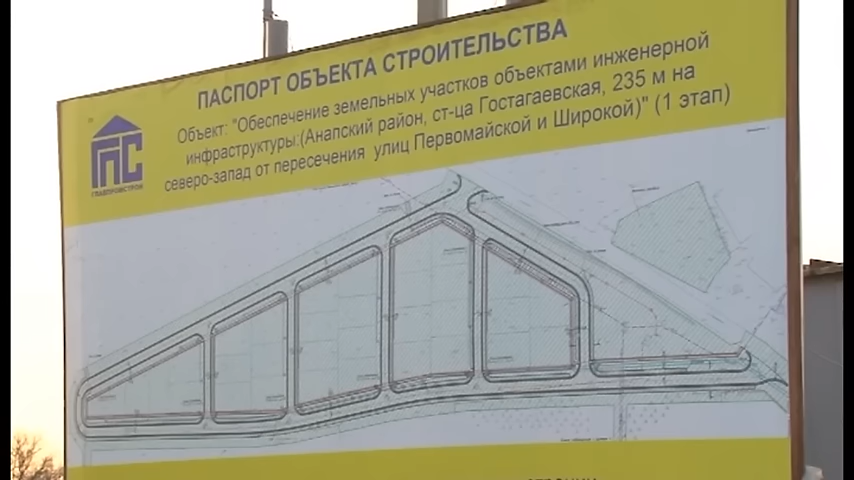 ПАСПОРТ ОБЪЕКТА СТРОИТЕЛЬСТВА
Объект: "Обеспечение земельных участков объектами инженерной
инфраструктуры:(Анапский район, ст-ца Гостагаевская, 235 м на
северо-запад от пересечения улиц Первомайской и Широкой)" (1 этап)
ГПС
ГЛАВПРОМСТРОЙ